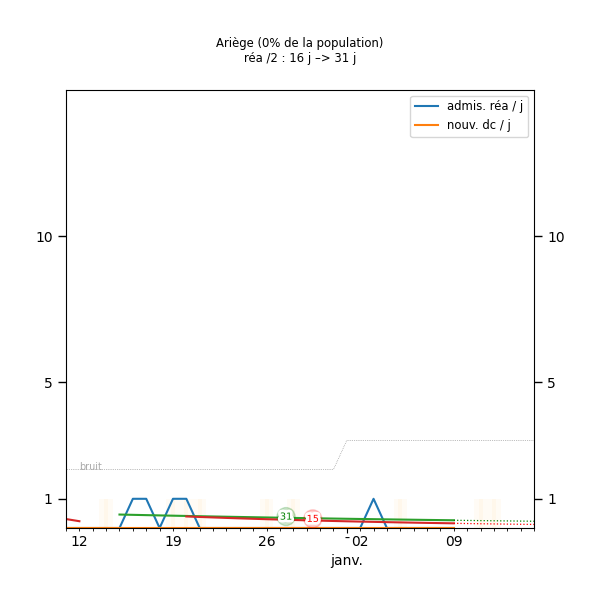 Ariège (0% de la population)
réa /2 : 16 j –> 31 j
admis. réa / j
nouv. dc / j
10 10
5 5
bruit
1 1
31 15
12 19 26 02 09
janv.